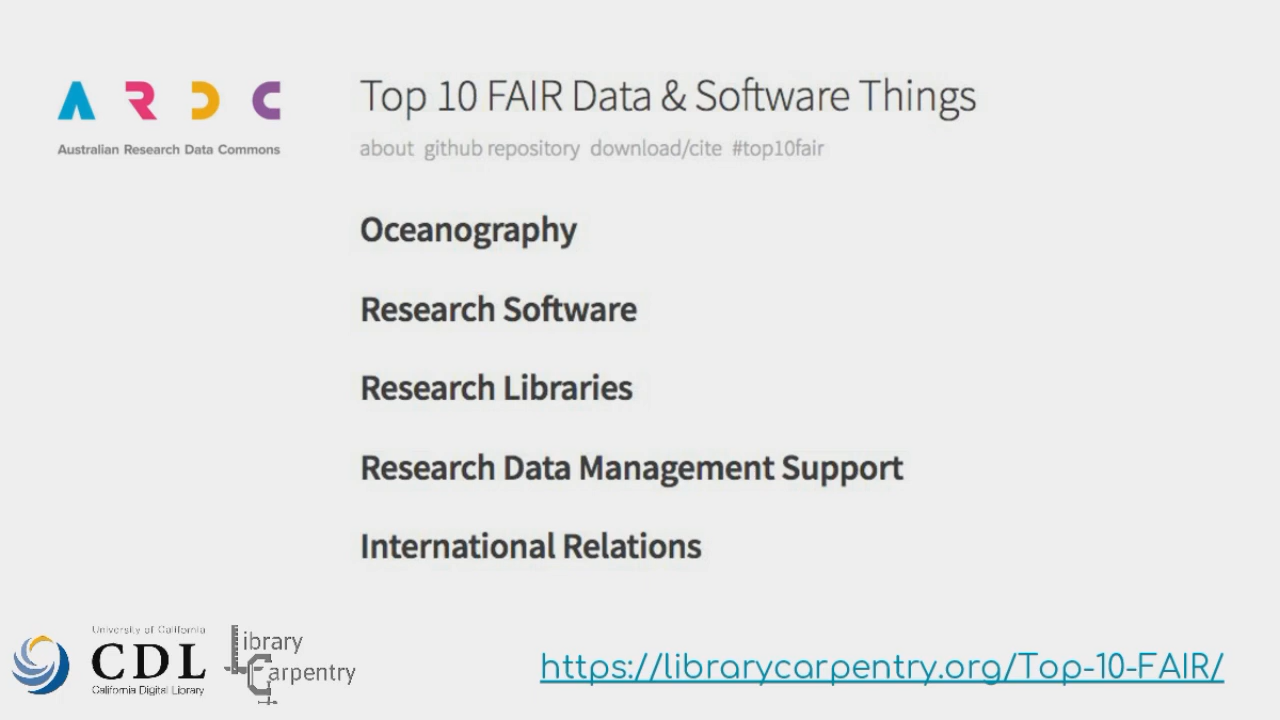 A R D C
Australian Research Data Commons
Top 10 FAIR Data & Software Things
about github repository download/cite #top10fair
Oceanography
Research Software
Research Libraries
Research Data Management Support
International Relations
University of California
CDL
California Digital Library
Library
Carpentry
https://librarycarpentry.org/Top-10-FAIR/